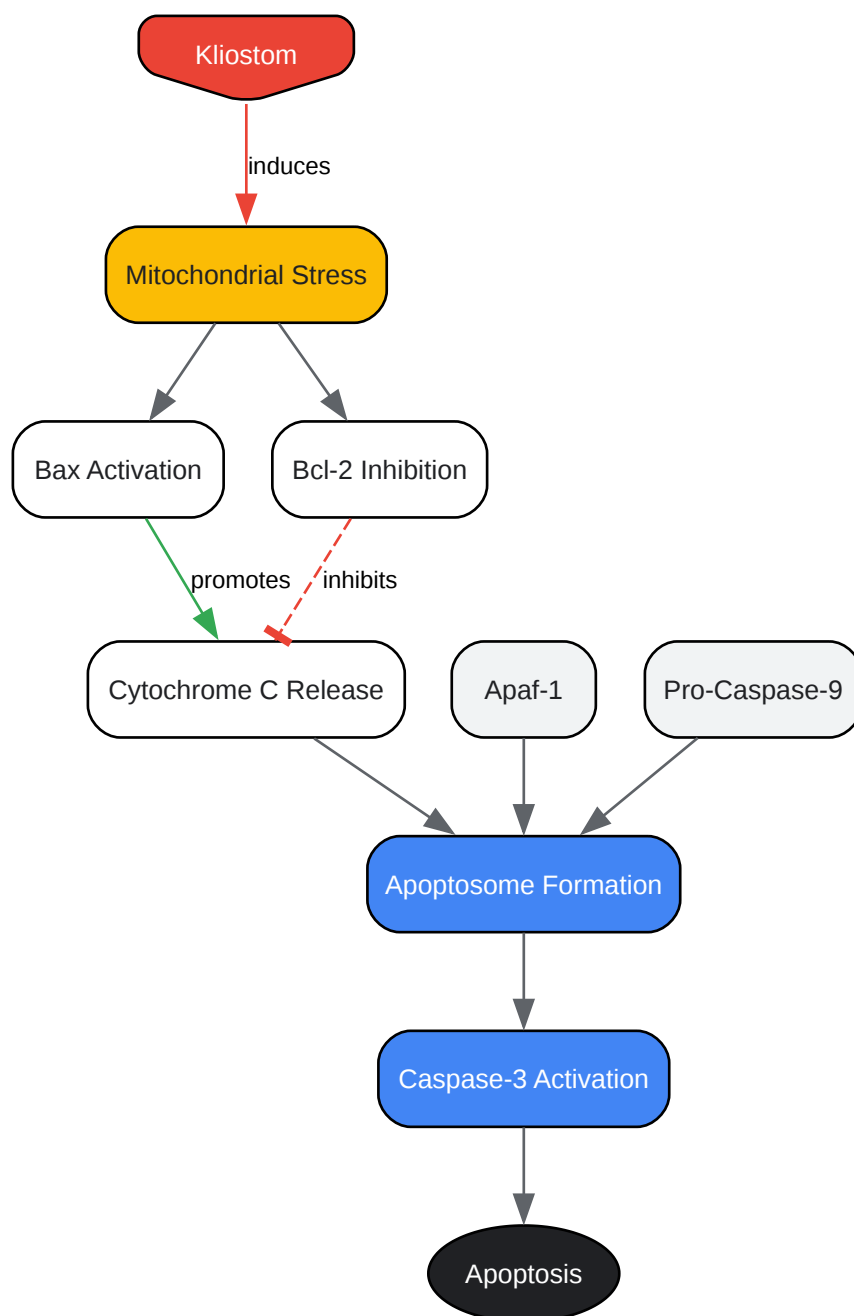 Kliostom
induces
Mitochondrial Stress
Bax Activation
Bcl-2 Inhibition
promotes
inhibits
Cytochrome C Release
Apaf-1
Pro-Caspase-9
Apoptosome Formation
Caspase-3 Activation
Apoptosis